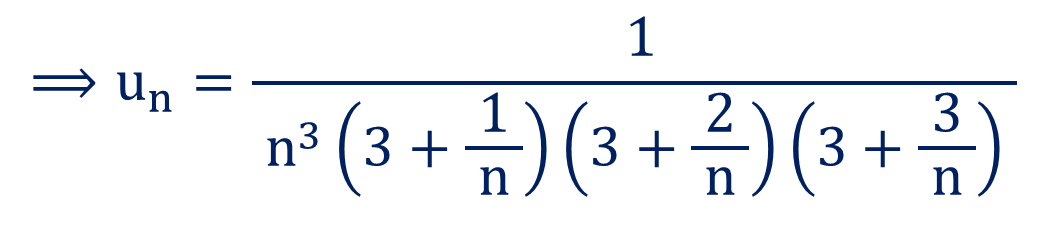 ⟹ uₙ = 1 / (n³ (3 + 1/n) (3 + 2/n) (3 + 3/n))